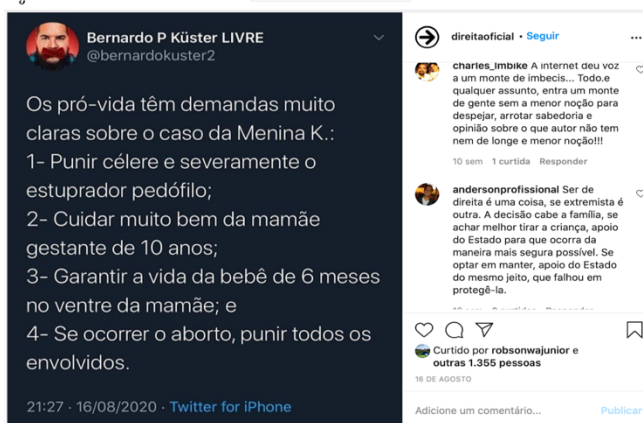 Bernardo P Küster LIVRE
@bernardokuster2
Os pró-vida têm demandas muito
claras sobre o caso da Menina K.:
1- Punir célere e severamente o
estuprador pedófilo;
2- Cuidar muito bem da mamãe
gestante de 10 anos;
3- Garantir a vida da bebê de 6 meses
no ventre da mamãe; e
4- Se ocorrer o aborto, punir todos os
envolvidos.
21:27 · 16/08/2020 · Twitter for iPhone
direitaoficial • Seguir
charles_lmbike A internet deu voz
a um monte de imbecis... Todo.e
qualquer assunto, entra um monte
de gente sem a menor noção para
despejar, arrotar sabedoria e
opinião sobre o que autor não tem
nem de longe e menor noção!!!
10 sem 1 curtida Responder
andersonprofissional Ser de
direita é uma coisa, se extremista é
outra. A decisão cabe a família, se
achar melhor tirar a criança, apoio
do Estado para que ocorra da
maneira mais segura possível. Se
optar em manter, apoio do Estado
do mesmo jeito, que falhou em
protegê-la.
Curtido por robsonwajunior e
outras 1.355 pessoas
16 DE AGOSTO
Adicione um comentário... Publicar